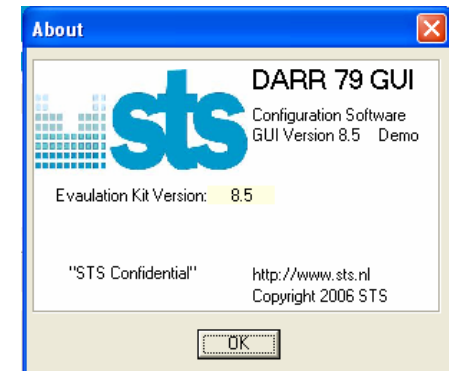 About
sts
DARR 79 GUI
Configuration Software
GUI Version 8.5 Demo
Evaulation Kit Version: 8.5
"STS Confidential"
http://www.sts.nl
Copyright 2006 STS
OK